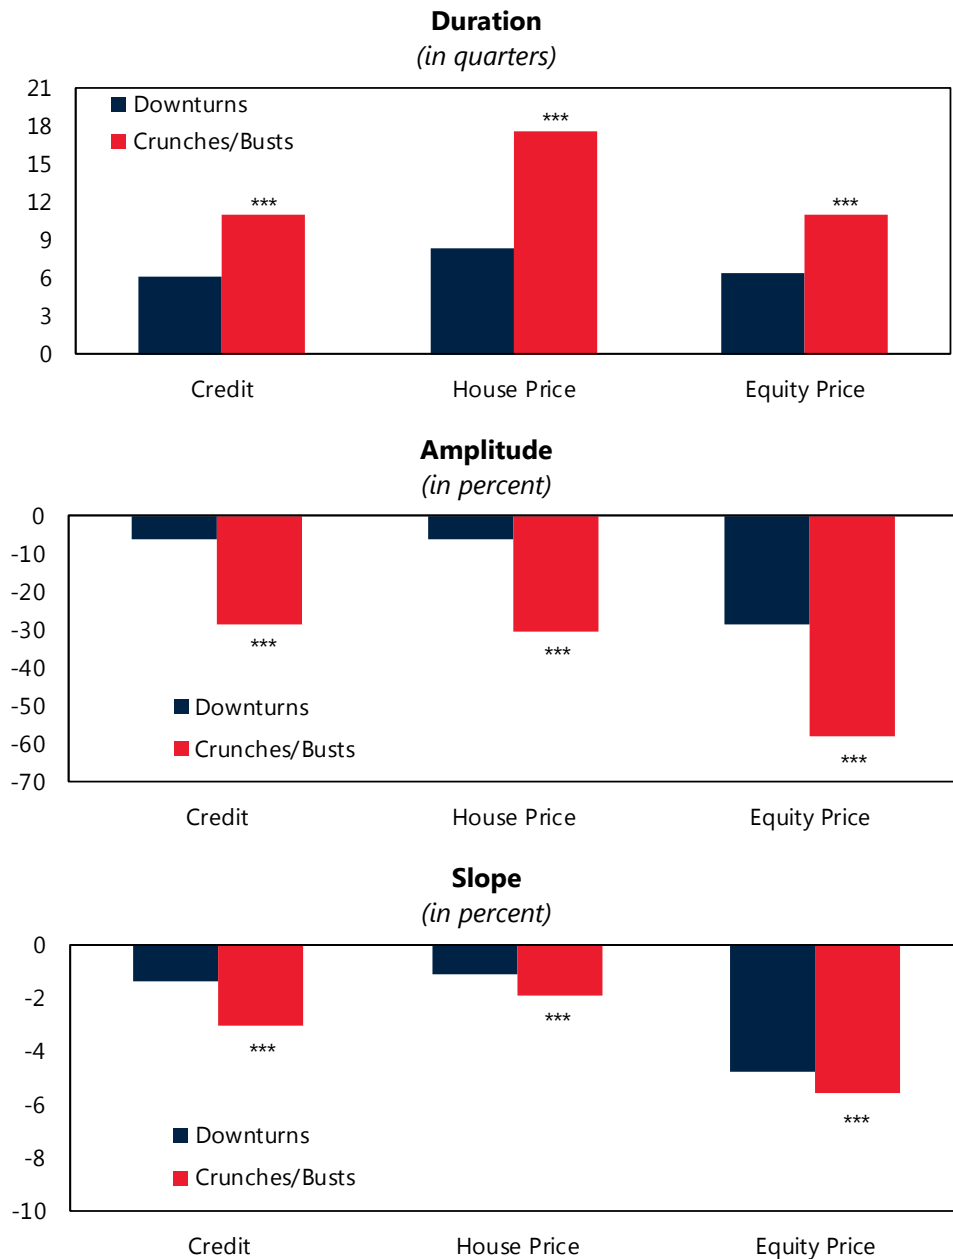 Duration
(in quarters)
21
18
15
12
9
6
3
0
Downturns
Crunches/Busts
***
***
***
Credit
House Price
Equity Price
Amplitude
(in percent)
0
-10
-20
-30
-40
-50
-60
-70
***
***
***
Downturns
Crunches/Busts
Credit
House Price
Equity Price
Slope
(in percent)
0
-2
-4
-6
-8
-10
***
***
***
Downturns
Crunches/Busts
Credit
House Price
Equity Price